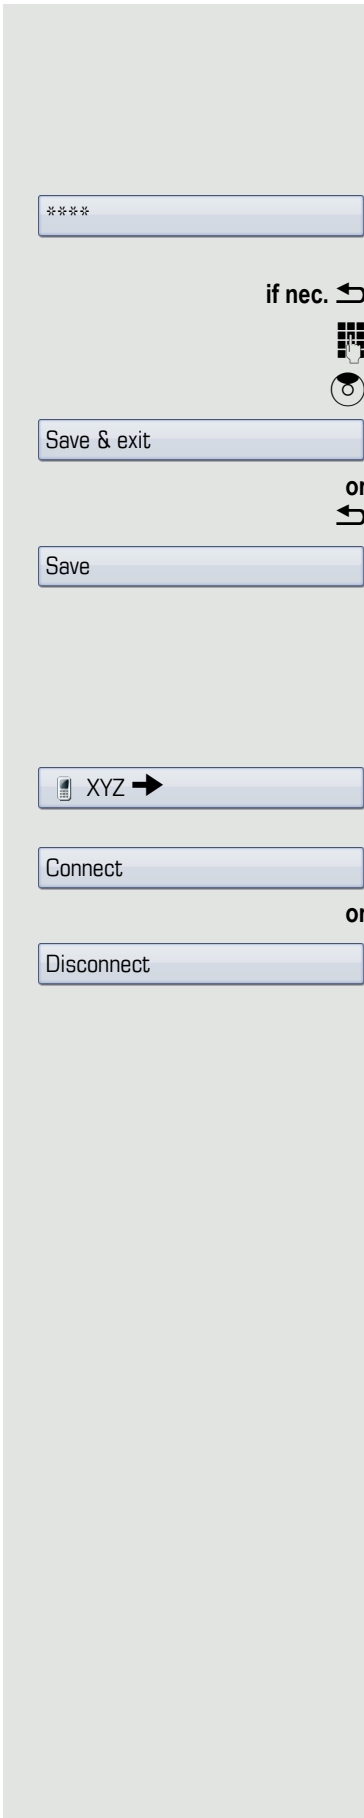 ****
if nec.
Save & exit
or
Save
XYZ
Connect
or
Disconnect